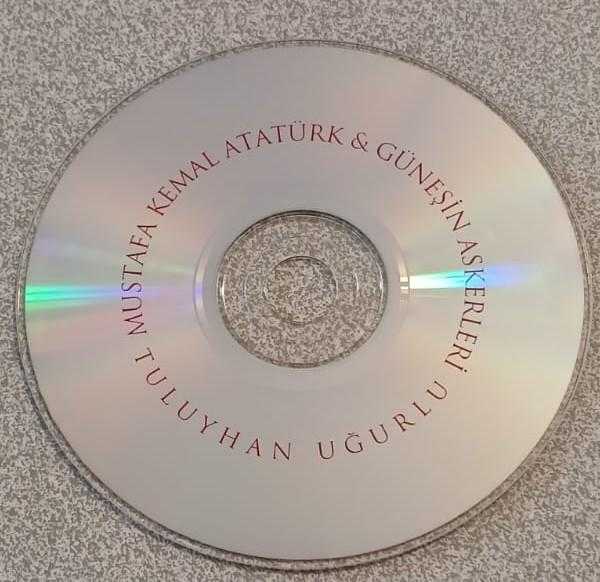 MUSTAFA KEMAL ATATÜRK & GÜNEŞİN ASKERLERİ
TULUYHAN UĞURLU